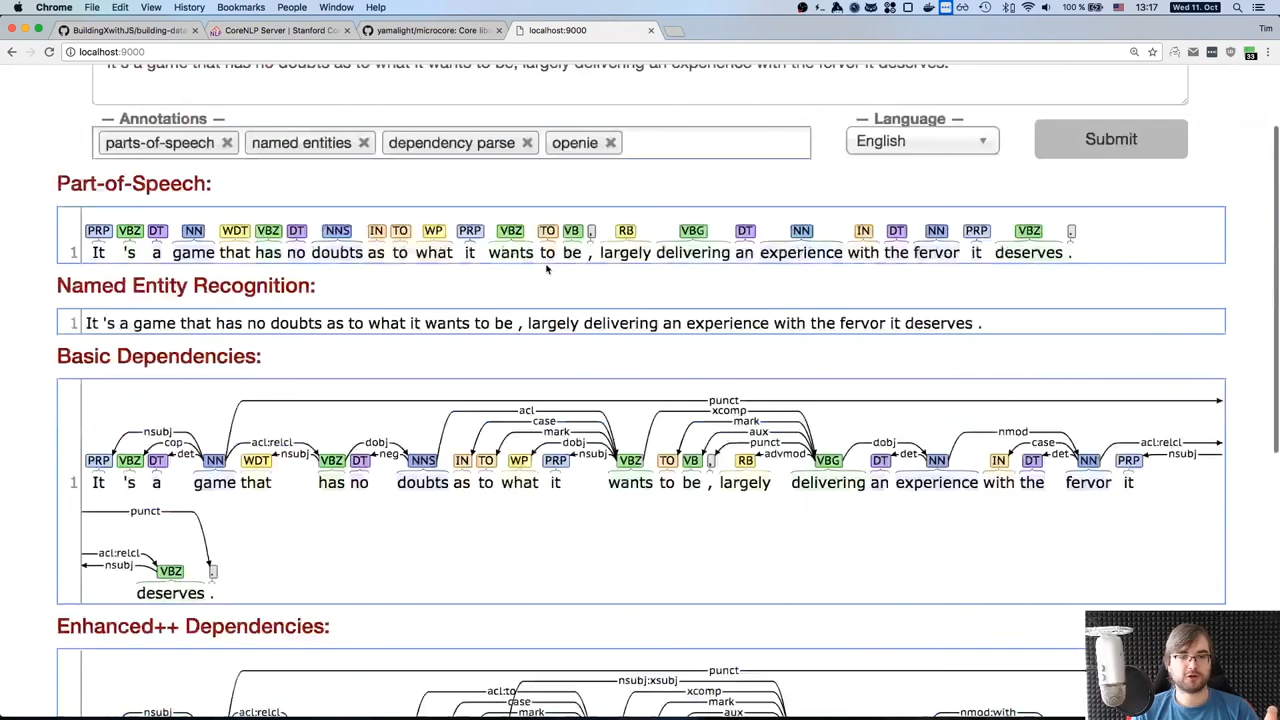 Chrome File Edit View History Bookmarks People Window Help 100 % 13:17 Wed 11. Oct
BuildingXwithJS/building-data CoreNLP Server | Stanford Co yamalight/microcore: Core lib localhost:9000 Tim
localhost:9000 33
It's a game that has no doubts as to what it wants to be, largely delivering an experience with the fervor it deserves.
— Annotations — — Language —
parts-of-speech named entities dependency parse openie English Submit
Part-of-Speech:
PRP VBZ DT NN WDT VBZ DT NNS IN TO WP PRP VBZ TO VB , RB VBG DT NN IN DT NN PRP VBZ .
1 It 's a game that has no doubts as to what it wants to be , largely delivering an experience with the fervor it deserves .
Named Entity Recognition:
1 It 's a game that has no doubts as to what it wants to be , largely delivering an experience with the fervor it deserves .
Basic Dependencies:
punct
acl xcomp
case mark
nsubj mark aux nmod
cop acl:relcl dobj dobj punct dobj case acl:relcl
det nsubj neg nsubj advmod det det nsubj
PRP VBZ DT NN WDT VBZ DT NNS IN TO WP PRP VBZ TO VB , RB VBG DT NN IN DT NN PRP
1 It 's a game that has no doubts as to what it wants to be , largely delivering an experience with the fervor it
punct
acl:relcl
nsubj
VBZ .
deserves .
Enhanced++ Dependencies:
punct
nsubj:xsubj
acl:to xcomp
case mark
nsubj acl:relcl mark aux nmod:with